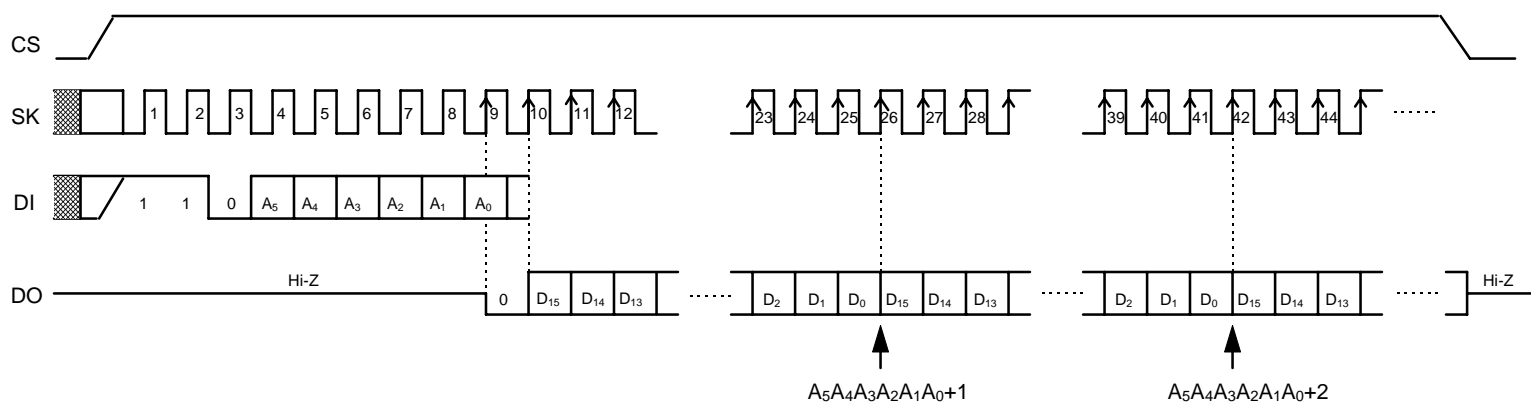 CS
SK 1 2 3 4 5 6 7 8 9 10 11 12 23 24 25 26 27 28 39 40 41 42 43 44
DI 1 1 0 A5 A4 A3 A2 A1 A0
Hi-Z Hi-Z
DO 0 D15 D14 D13 D2 D1 D0 D15 D14 D13 D2 D1 D0 D15 D14 D13
A5A4A3A2A1A0+1 A5A4A3A2A1A0+2